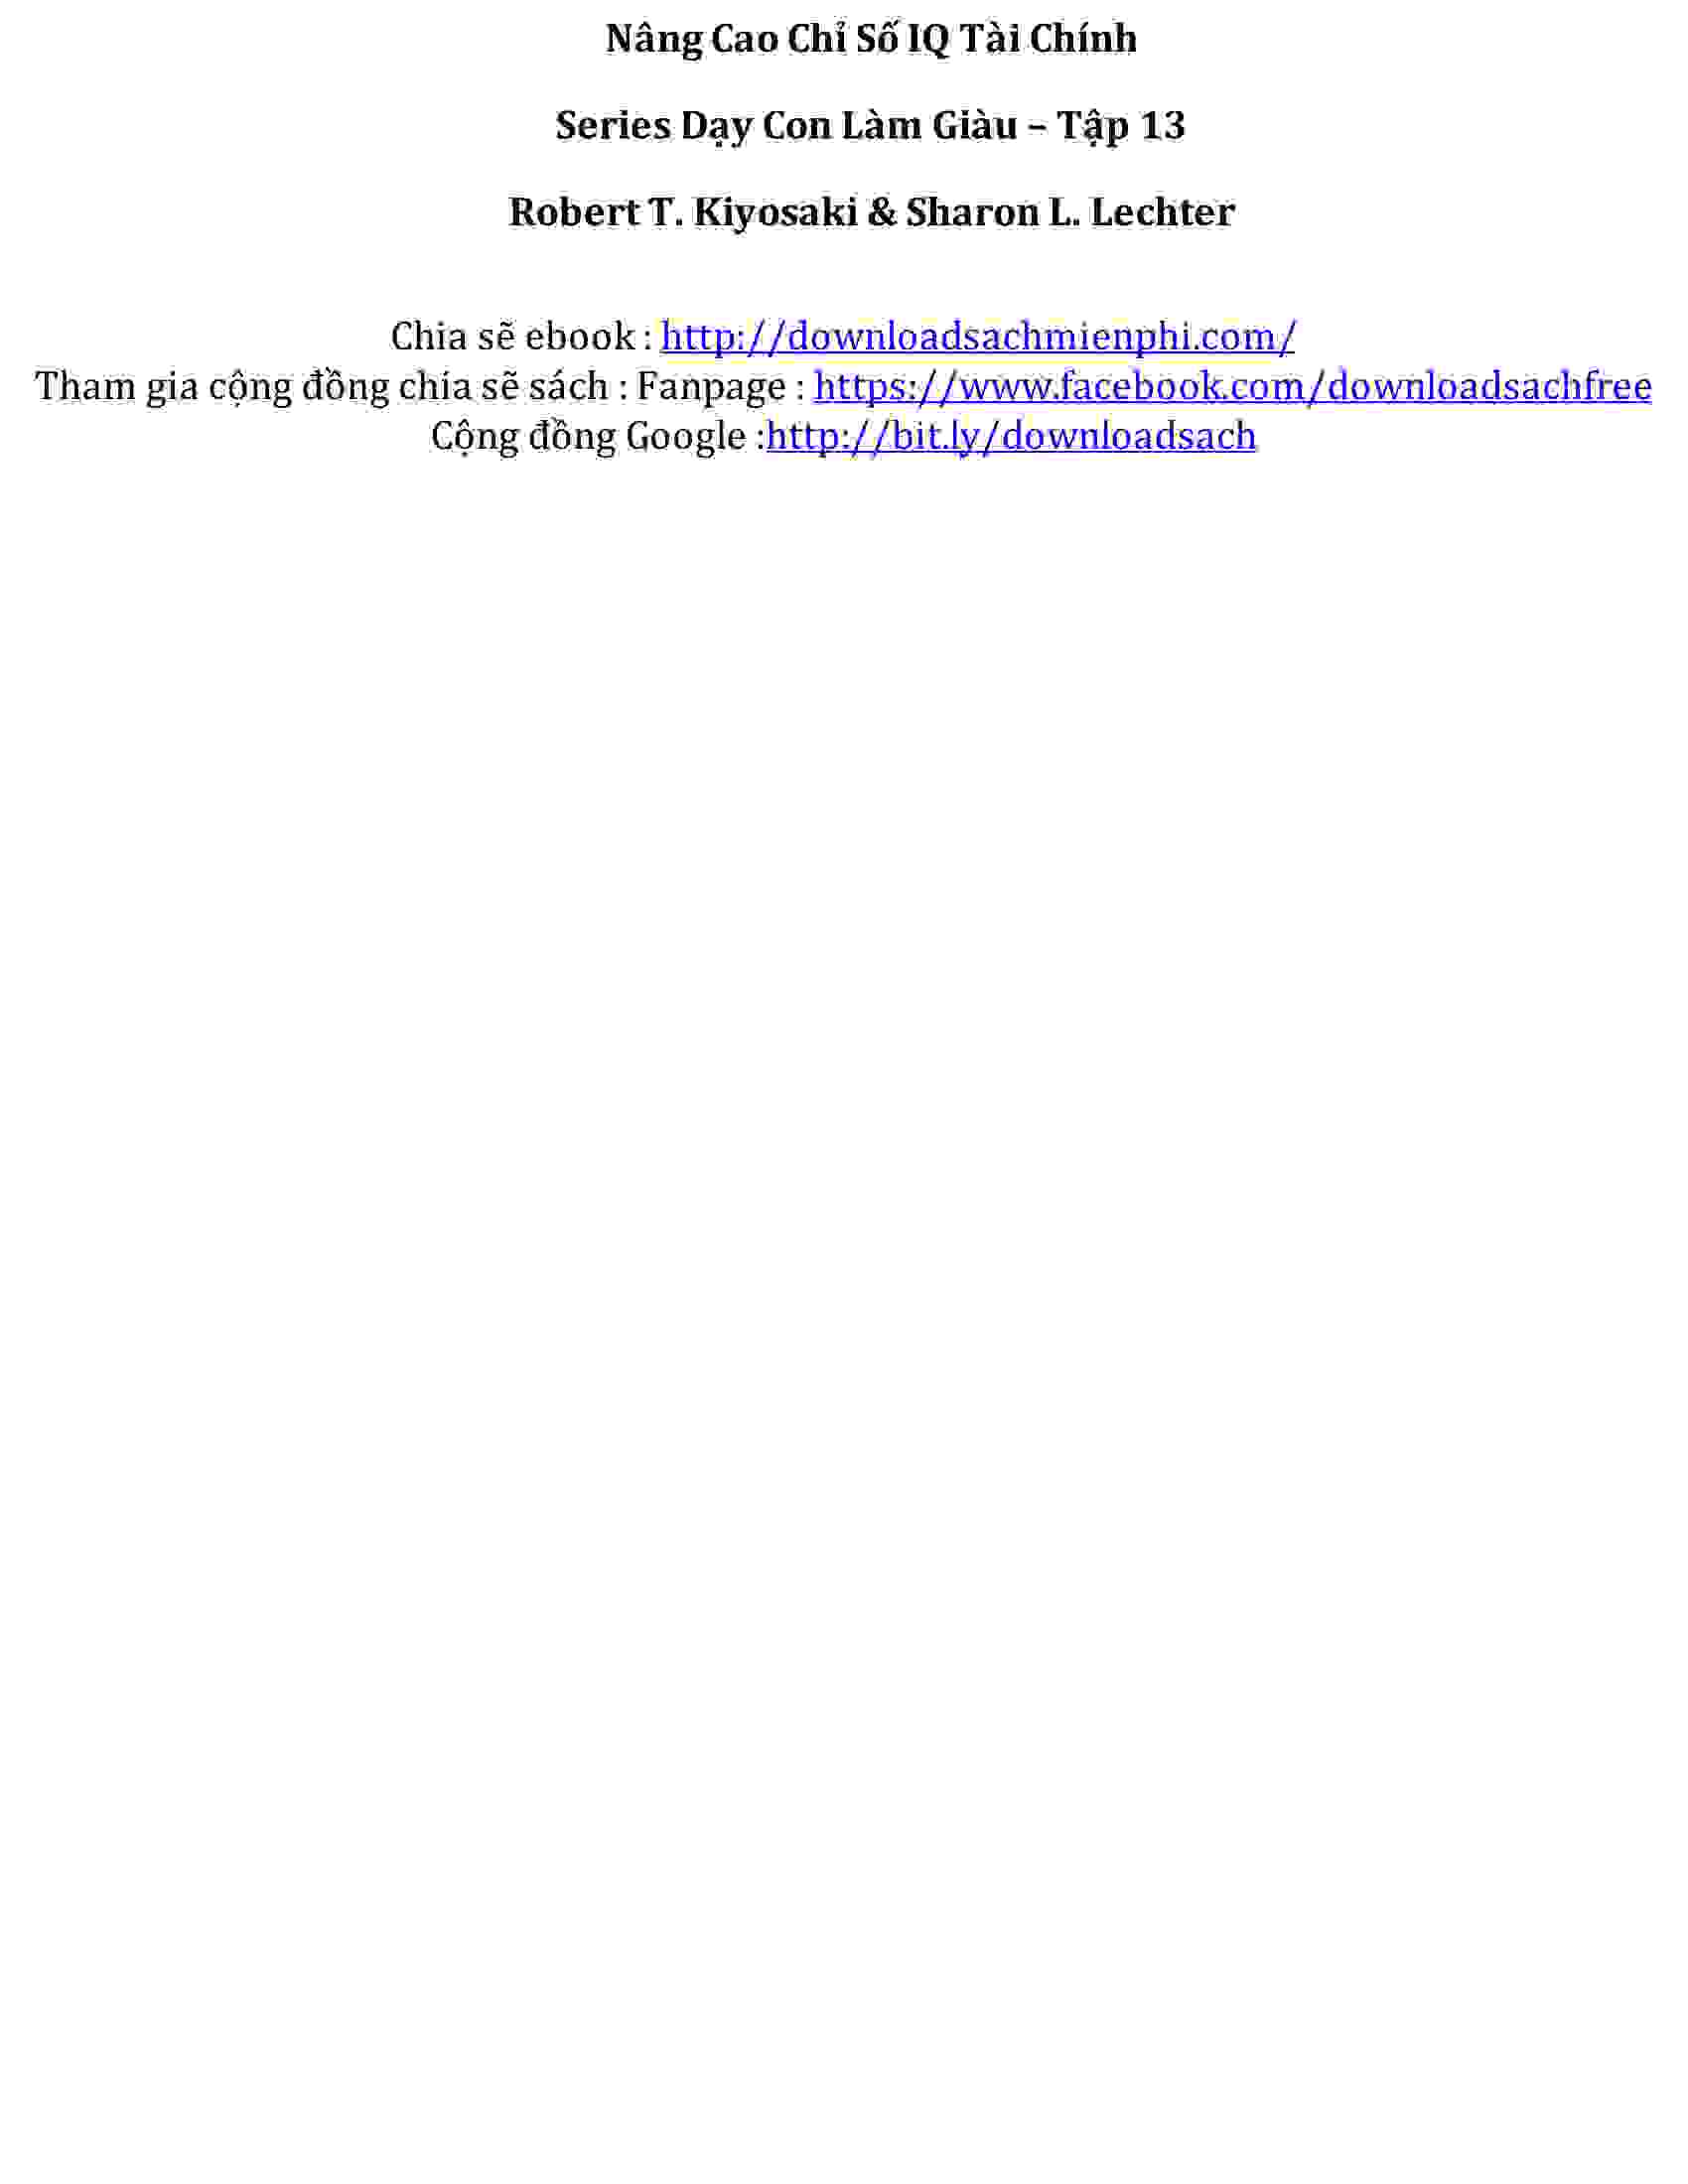 Nâng Cao Chỉ Số IQ Tài Chính
Series Dạy Con Làm Giàu – Tập 13
Robert T. Kiyosaki & Sharon L. Lechter
Chia sẽ ebook : http://downloadsachmienphi.com/
Tham gia cộng đồng chia sẽ sách : Fanpage : https://www.facebook.com/downloadsachfree
Cộng đồng Google :http://bit.ly/downloadsach